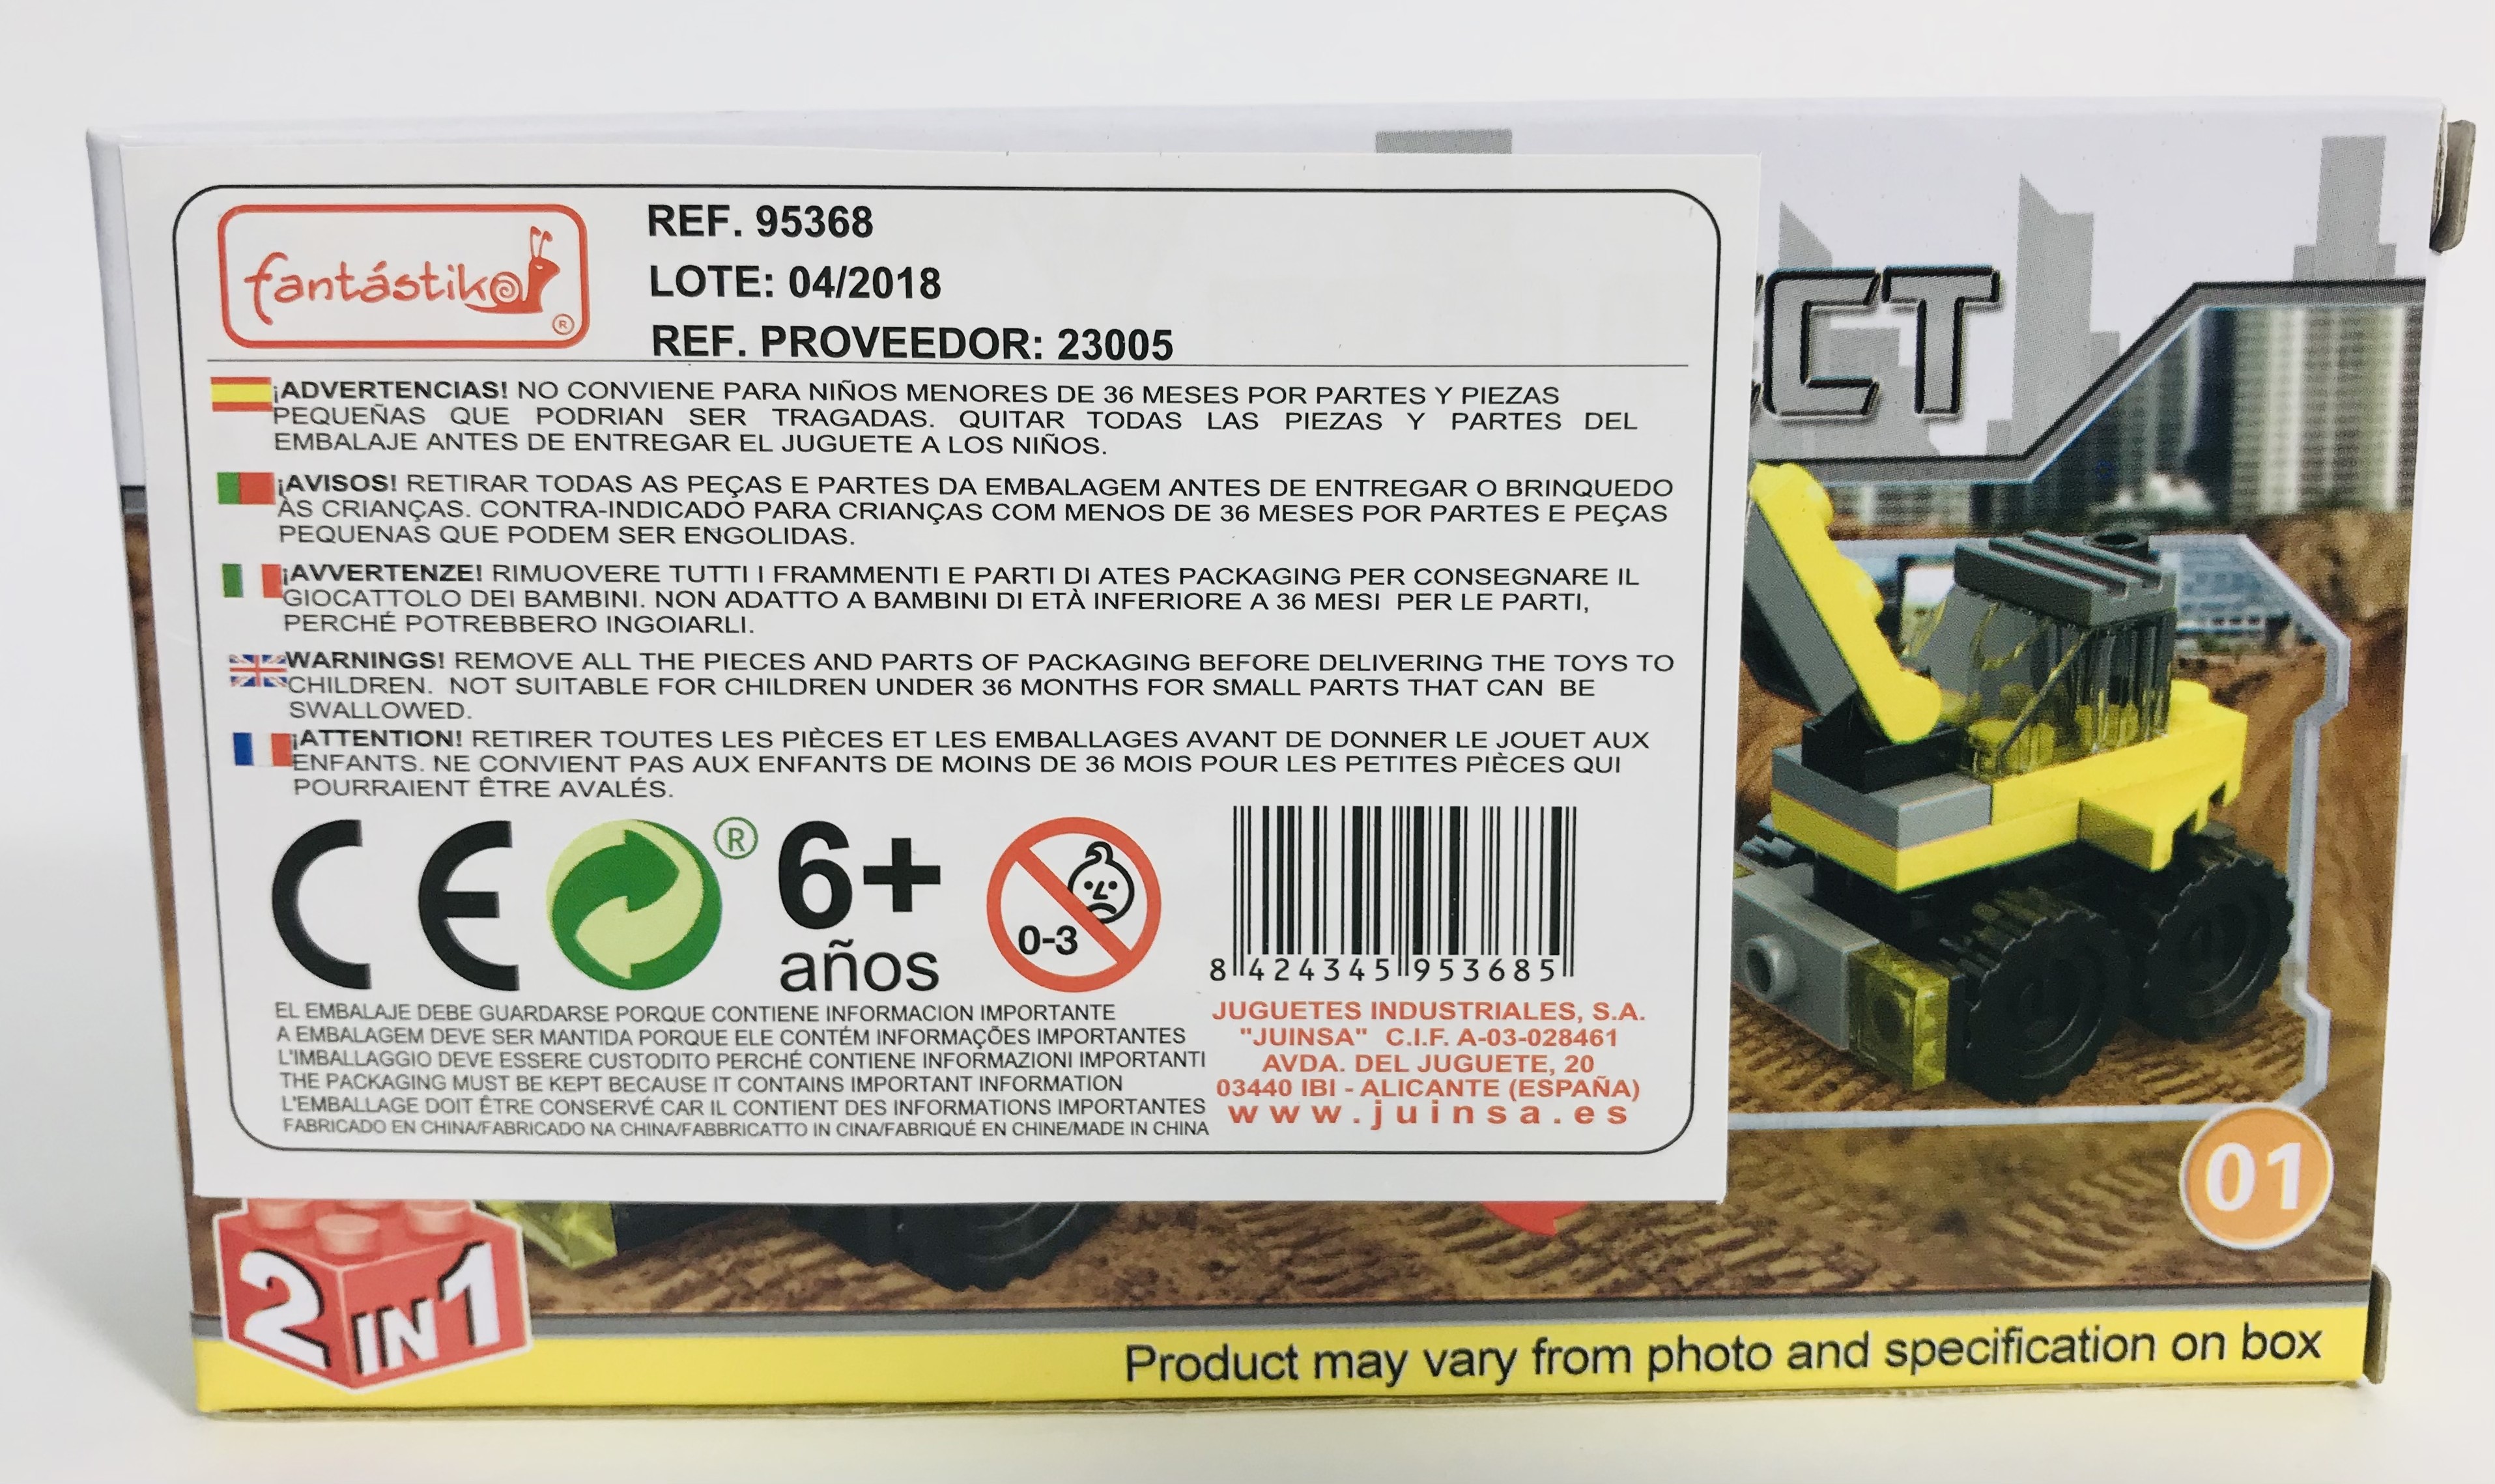 fantástiko ®
REF. 95368
LOTE: 04/2018
REF. PROVEEDOR: 23005
¡ADVERTENCIAS! NO CONVIENE PARA NIÑOS MENORES DE 36 MESES POR PARTES Y PIEZAS
PEQUEÑAS QUE PODRIAN SER TRAGADAS. QUITAR TODAS LAS PIEZAS Y PARTES DEL
EMBALAJE ANTES DE ENTREGAR EL JUGUETE A LOS NIÑOS.
¡AVISOS! RETIRAR TODAS AS PEÇAS E PARTES DA EMBALAGEM ANTES DE ENTREGAR O BRINQUEDO
ÀS CRIANÇAS. CONTRA-INDICADO PARA CRIANÇAS COM MENOS DE 36 MESES POR PARTES E PEÇAS
PEQUENAS QUE PODEM SER ENGOLIDAS.
¡AVVERTENZE! RIMUOVERE TUTTI I FRAMMENTI E PARTI DI ATES PACKAGING PER CONSEGNARE IL
GIOCATTOLO DEI BAMBINI. NON ADATTO A BAMBINI DI ETÀ INFERIORE A 36 MESI PER LE PARTI,
PERCHÉ POTREBBERO INGOIARLI.
WARNINGS! REMOVE ALL THE PIECES AND PARTS OF PACKAGING BEFORE DELIVERING THE TOYS TO
CHILDREN. NOT SUITABLE FOR CHILDREN UNDER 36 MONTHS FOR SMALL PARTS THAT CAN BE
SWALLOWED.
¡ATTENTION! RETIRER TOUTES LES PIÈCES ET LES EMBALLAGES AVANT DE DONNER LE JOUET AUX
ENFANTS. NE CONVIENT PAS AUX ENFANTS DE MOINS DE 36 MOIS POUR LES PETITES PIÈCES QUI
POURRAIENT ÊTRE AVALÉS.
CE ® 6+
años
0-3
8 424345 953685
EL EMBALAJE DEBE GUARDARSE PORQUE CONTIENE INFORMACION IMPORTANTE
A EMBALAGEM DEVE SER MANTIDA PORQUE ELE CONTÉM INFORMAÇÕES IMPORTANTES
L'IMBALLAGGIO DEVE ESSERE CUSTODITO PERCHÉ CONTIENE INFORMAZIONI IMPORTANTI
THE PACKAGING MUST BE KEPT BECAUSE IT CONTAINS IMPORTANT INFORMATION
L'EMBALLAGE DOIT ÊTRE CONSERVÉ CAR IL CONTIENT DES INFORMATIONS IMPORTANTES
FABRICADO EN CHINA/FABRICADO NA CHINA/FABBRICATTO IN CINA/FABRIQUÉ EN CHINE/MADE IN CHINA
JUGUETES INDUSTRIALES, S.A.
"JUINSA" C.I.F. A-03-028461
AVDA. DEL JUGUETE, 20
03440 IBI - ALICANTE (ESPAÑA)
www.juinsa.es
CT
01
2 IN 1
Product may vary from photo and specification on box